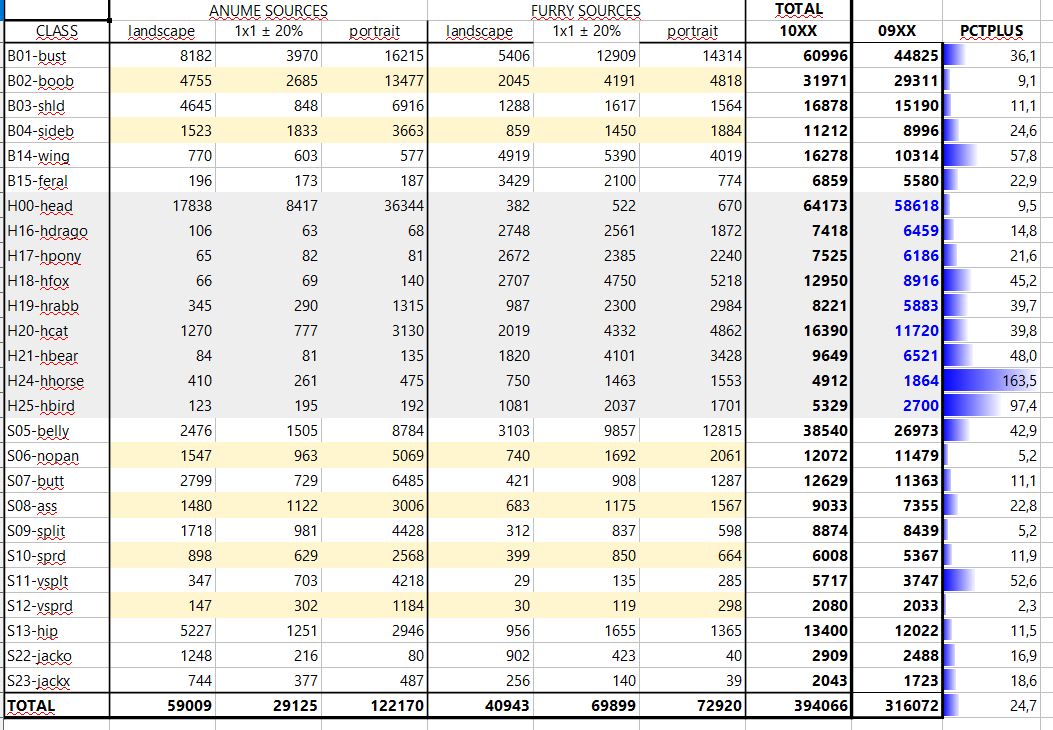 ANUME SOURCES FURRY SOURCES TOTAL
CLASS landscape 1x1 ± 20% portrait landscape 1x1 ± 20% portrait 10XX 09XX PCTPLUS
B01-bust 8182 3970 16215 5406 12909 14314 60996 44825 36,1
B02-boob 4755 2685 13477 2045 4191 4818 31971 29311 9,1
B03-shld 4645 848 6916 1288 1617 1564 16878 15190 11,1
B04-sideb 1523 1833 3663 859 1450 1884 11212 8996 24,6
B14-wing 770 603 577 4919 5390 4019 16278 10314 57,8
B15-feral 196 173 187 3429 2100 774 6859 5580 22,9
H00-head 17838 8417 36344 382 522 670 64173 58618 9,5
H16-hdrago 106 63 68 2748 2561 1872 7418 6459 14,8
H17-hpony 65 82 81 2672 2385 2240 7525 6186 21,6
H18-hfox 66 69 140 2707 4750 5218 12950 8916 45,2
H19-hrabb 345 290 1315 987 2300 2984 8221 5883 39,7
H20-hcat 1270 777 3130 2019 4332 4862 16390 11720 39,8
H21-hbear 84 81 135 1820 4101 3428 9649 6521 48,0
H24-hhorse 410 261 475 750 1463 1553 4912 1864 163,5
H25-hbird 123 195 192 1081 2037 1701 5329 2700 97,4
S05-belly 2476 1505 8784 3103 9857 12815 38540 26973 42,9
S06-nopan 1547 963 5069 740 1692 2061 12072 11479 5,2
S07-butt 2799 729 6485 421 908 1287 12629 11363 11,1
S08-ass 1480 1122 3006 683 1175 1567 9033 7355 22,8
S09-split 1718 981 4428 312 837 598 8874 8439 5,2
S10-sprd 898 629 2568 399 850 664 6008 5367 11,9
S11-vsplt 347 703 4218 29 135 285 5717 3747 52,6
S12-vsprd 147 302 1184 30 119 298 2080 2033 2,3
S13-hip 5227 1251 2946 956 1655 1365 13400 12022 11,5
S22-jacko 1248 216 80 902 423 40 2909 2488 16,9
S23-jackx 744 377 487 256 140 39 2043 1723 18,6
TOTAL 59009 29125 122170 40943 69899 72920 394066 316072 24,7